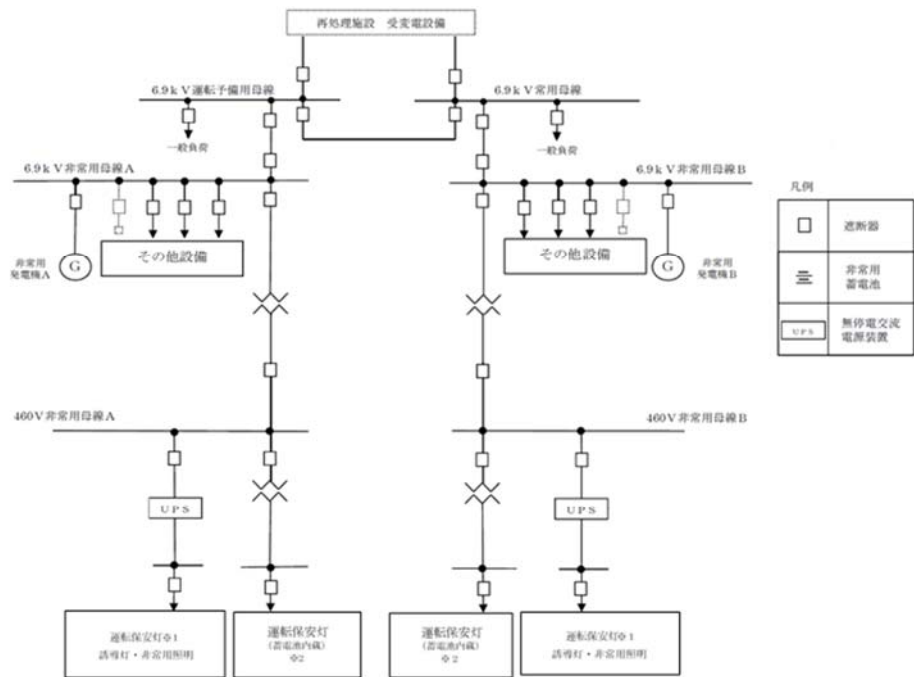 再処理施設 受変電設備
6.9kV運転予備用母線
6.9kV常用母線
一般負荷
一般負荷
6.9kV非常用母線A
6.9kV非常用母線B
非常用
発電機A
G
その他設備
その他設備
G
非常用
発電機B
凡例
遮断器
非常用
蓄電池
UPS
無停電交流
電源装置
460V非常用母線A
460V非常用母線B
UPS
UPS
運転保安灯※1
誘導灯・非常用照明
運転保安灯
(蓄電池内蔵)
※2
運転保安灯
(蓄電池内蔵)
※2
運転保安灯※1
誘導灯・非常用照明